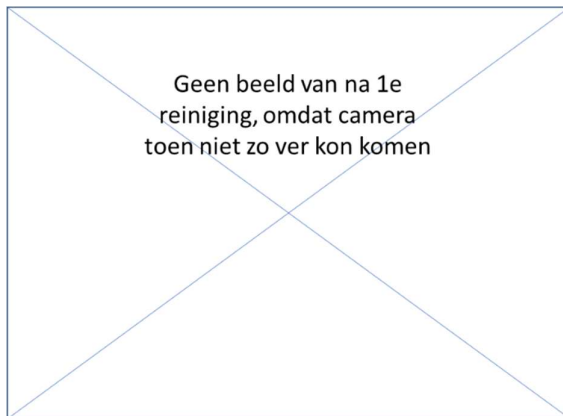 Geen beeld van na 1e
reiniging, omdat camera
toen niet zo ver kon komen